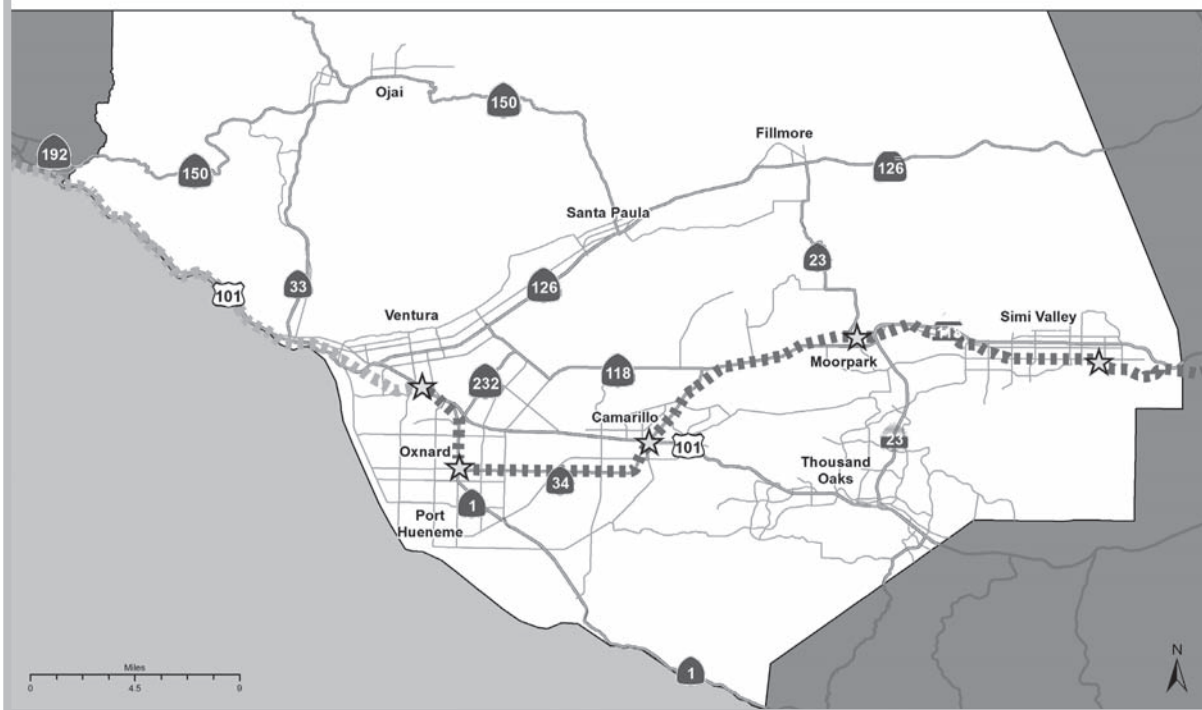 Ojai
150
Fillmore
192
150
126
Santa Paula
23
101
33
126
Ventura
Simi Valley
Moorpark
232
118
Camarillo
101
23
Oxnard
Thousand
Oaks
34
1
Port
Hueneme
Miles
0 4.5 9
1
N